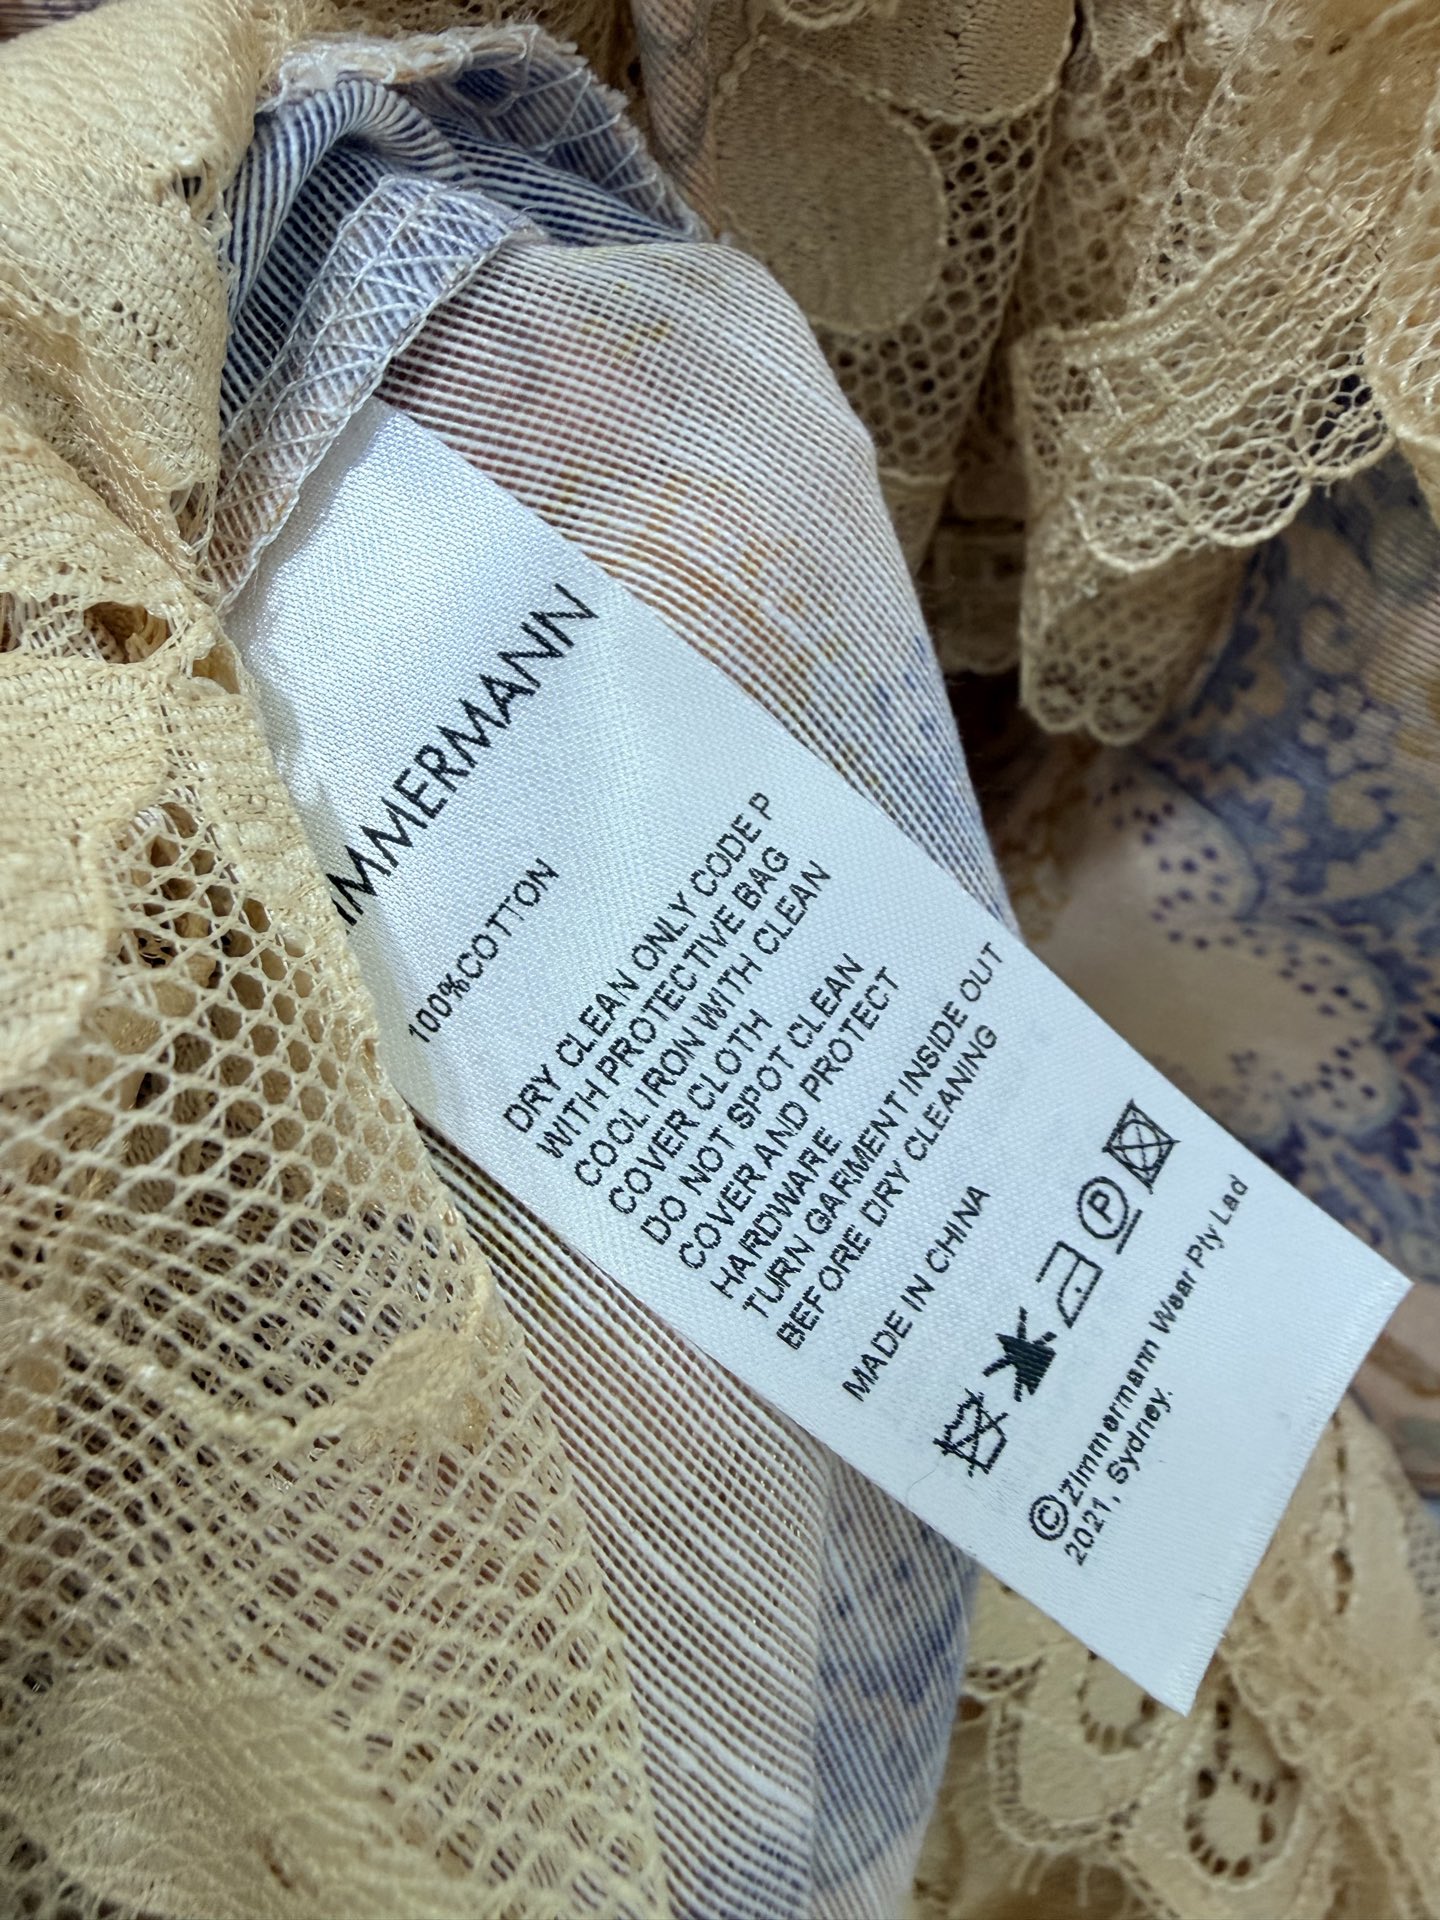 IMMERMANN
100%COTTON
DRY CLEAN ONLY CODE P
WITH PROTECTIVE BAG
COOL IRON WITH CLEAN
COVER CLOTH
DO NOT SPOT CLEAN
COVER AND PROTECT
HARDWARE
TURN GARMENT INSIDE OUT
BEFORE DRY CLEANING
MADE IN CHINA
P
©Zimmermann Wear Pty Lad
2021, Sydney.